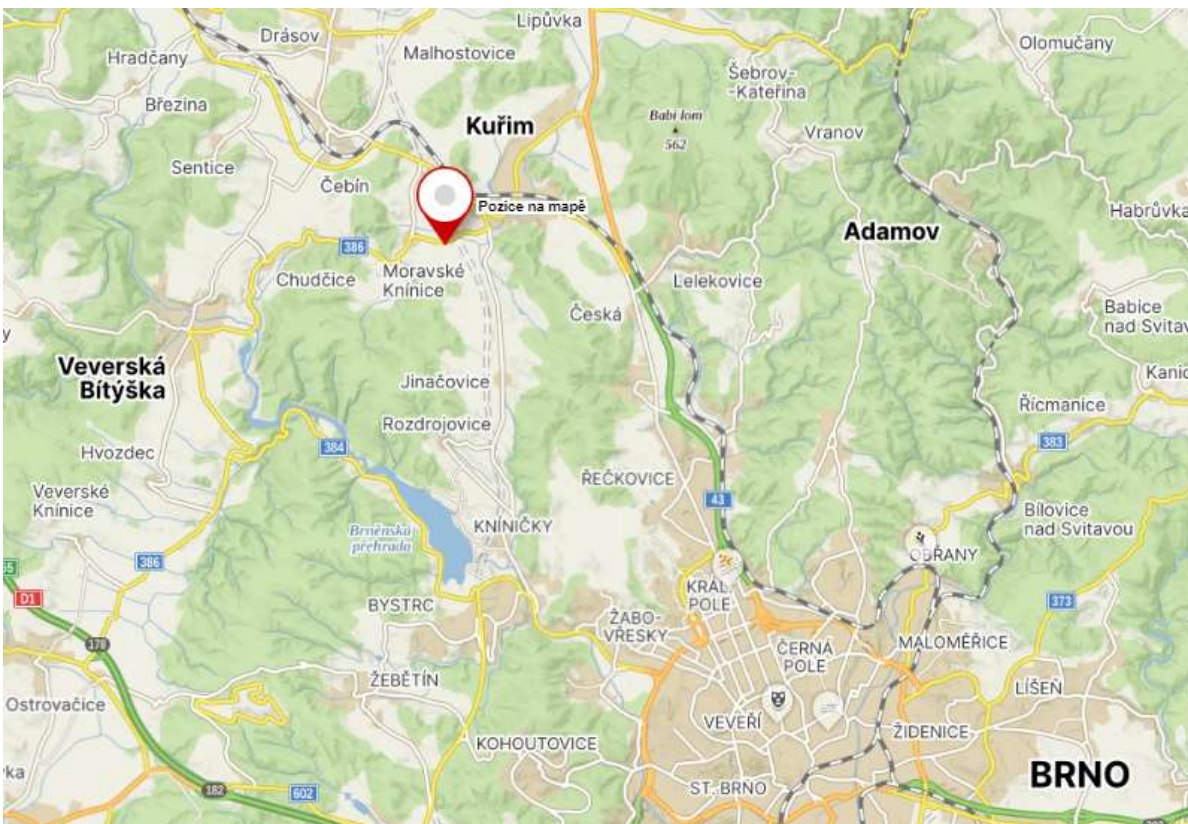 Lipůvka
Drásov
Hradčany
Malhostovice
Olomučany
Šebrov-
-Kateřina
Březina
Babí lom
562
Kuřim
Vranov
Sentice
Čebín
Pozice na mapě
Habrůvka
Adamov
386
Chudčice
Moravské
Knínice
Lelekovice
Česká
Babice
nad Svitav
Veverská
Bítýška
Jinačovice
Kanic
Rozdrojovice
Řícmanice
384
383
Hvozdec
ŘEČKOVICE
Veverské
Knínice
43
KNÍNIČKY
Brněnská
přehrada
Bílovice
nad Svitavou
OBŘANY
386
D1
BYSTRC
KRÁL.
POLE
373
ŽABO-
VŘESKY
178
ČERNÁ
POLE
MALOMĚŘICE
ŽEBĚTÍN
LÍŠEŇ
Ostrovačice
VEVEŘÍ
ŽIDENICE
KOHOUTOVICE
BRNO
182
602
ST. BRNO